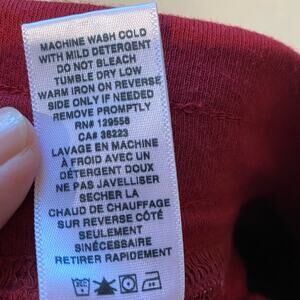 MACHINE WASH COLD
WITH MILD DETERGENT
DO NOT BLEACH
TUMBLE DRY LOW
WARM IRON ON REVERSE
SIDE ONLY IF NEEDED
REMOVE PROMPTLY
RN# 129558
CA# 36223
LAVAGE EN MACHINE
À FROID AVEC UN
DÉTERGENT DOUX
NE PAS JAVELLISER
SECHER LA
CHAUD DE CHAUFFAGE
SUR REVERSE CÔTÉ
SEULEMENT
SINÉCESSAIRE
RETIRER RAPIDEMENT